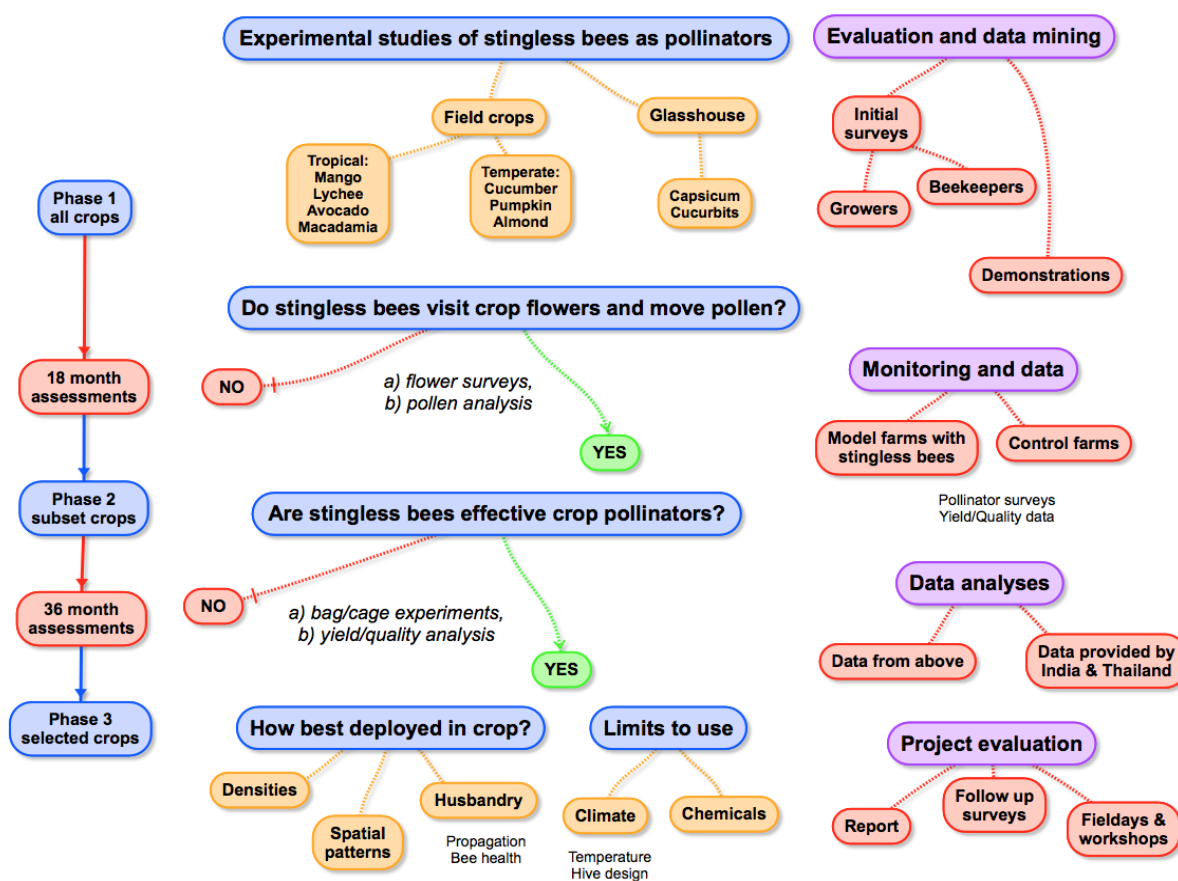 Phase 1
all crops
18 month
assessments
Phase 2
subset crops
36 month
assessments
Phase 3
selected crops
Experimental studies of stingless bees as pollinators
Field crops
Glasshouse
Tropical:
Mango
Lychee
Avocado
Macadamia
Temperate:
Cucumber
Pumpkin
Almond
Capsicum
Cucurbits
Do stingless bees visit crop flowers and move pollen?
NO
a) flower surveys,
b) pollen analysis
YES
Are stingless bees effective crop pollinators?
NO
a) bag/cage experiments,
b) yield/quality analysis
YES
How best deployed in crop?
Densities
Spatial
patterns
Husbandry
Propagation
Bee health
Limits to use
Climate
Chemicals
Temperature
Hive design
Evaluation and data mining
Initial
surveys
Growers
Beekeepers
Demonstrations
Monitoring and data
Model farms with
stingless bees
Control farms
Pollinator surveys
Yield/Quality data
Data analyses
Data from above
Data provided by
India & Thailand
Project evaluation
Report
Follow up
surveys
Fieldays &
workshops